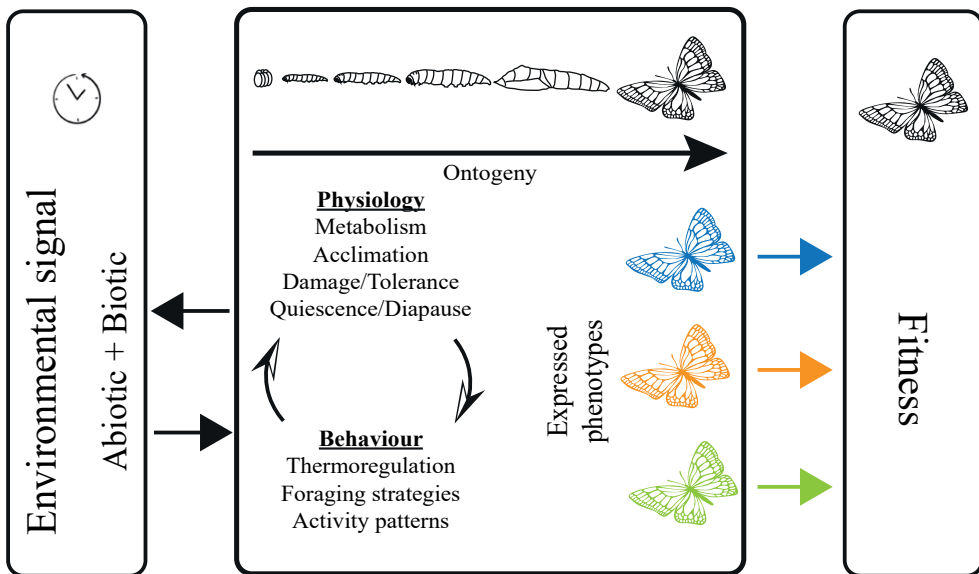 Environmental signal
Abiotic + Biotic
Ontogeny
Physiology
Metabolism
Acclimation
Damage/Tolerance
Quiescence/Diapause
Behaviour
Thermoregulation
Foraging strategies
Activity patterns
Expressed
phenotypes
Fitness